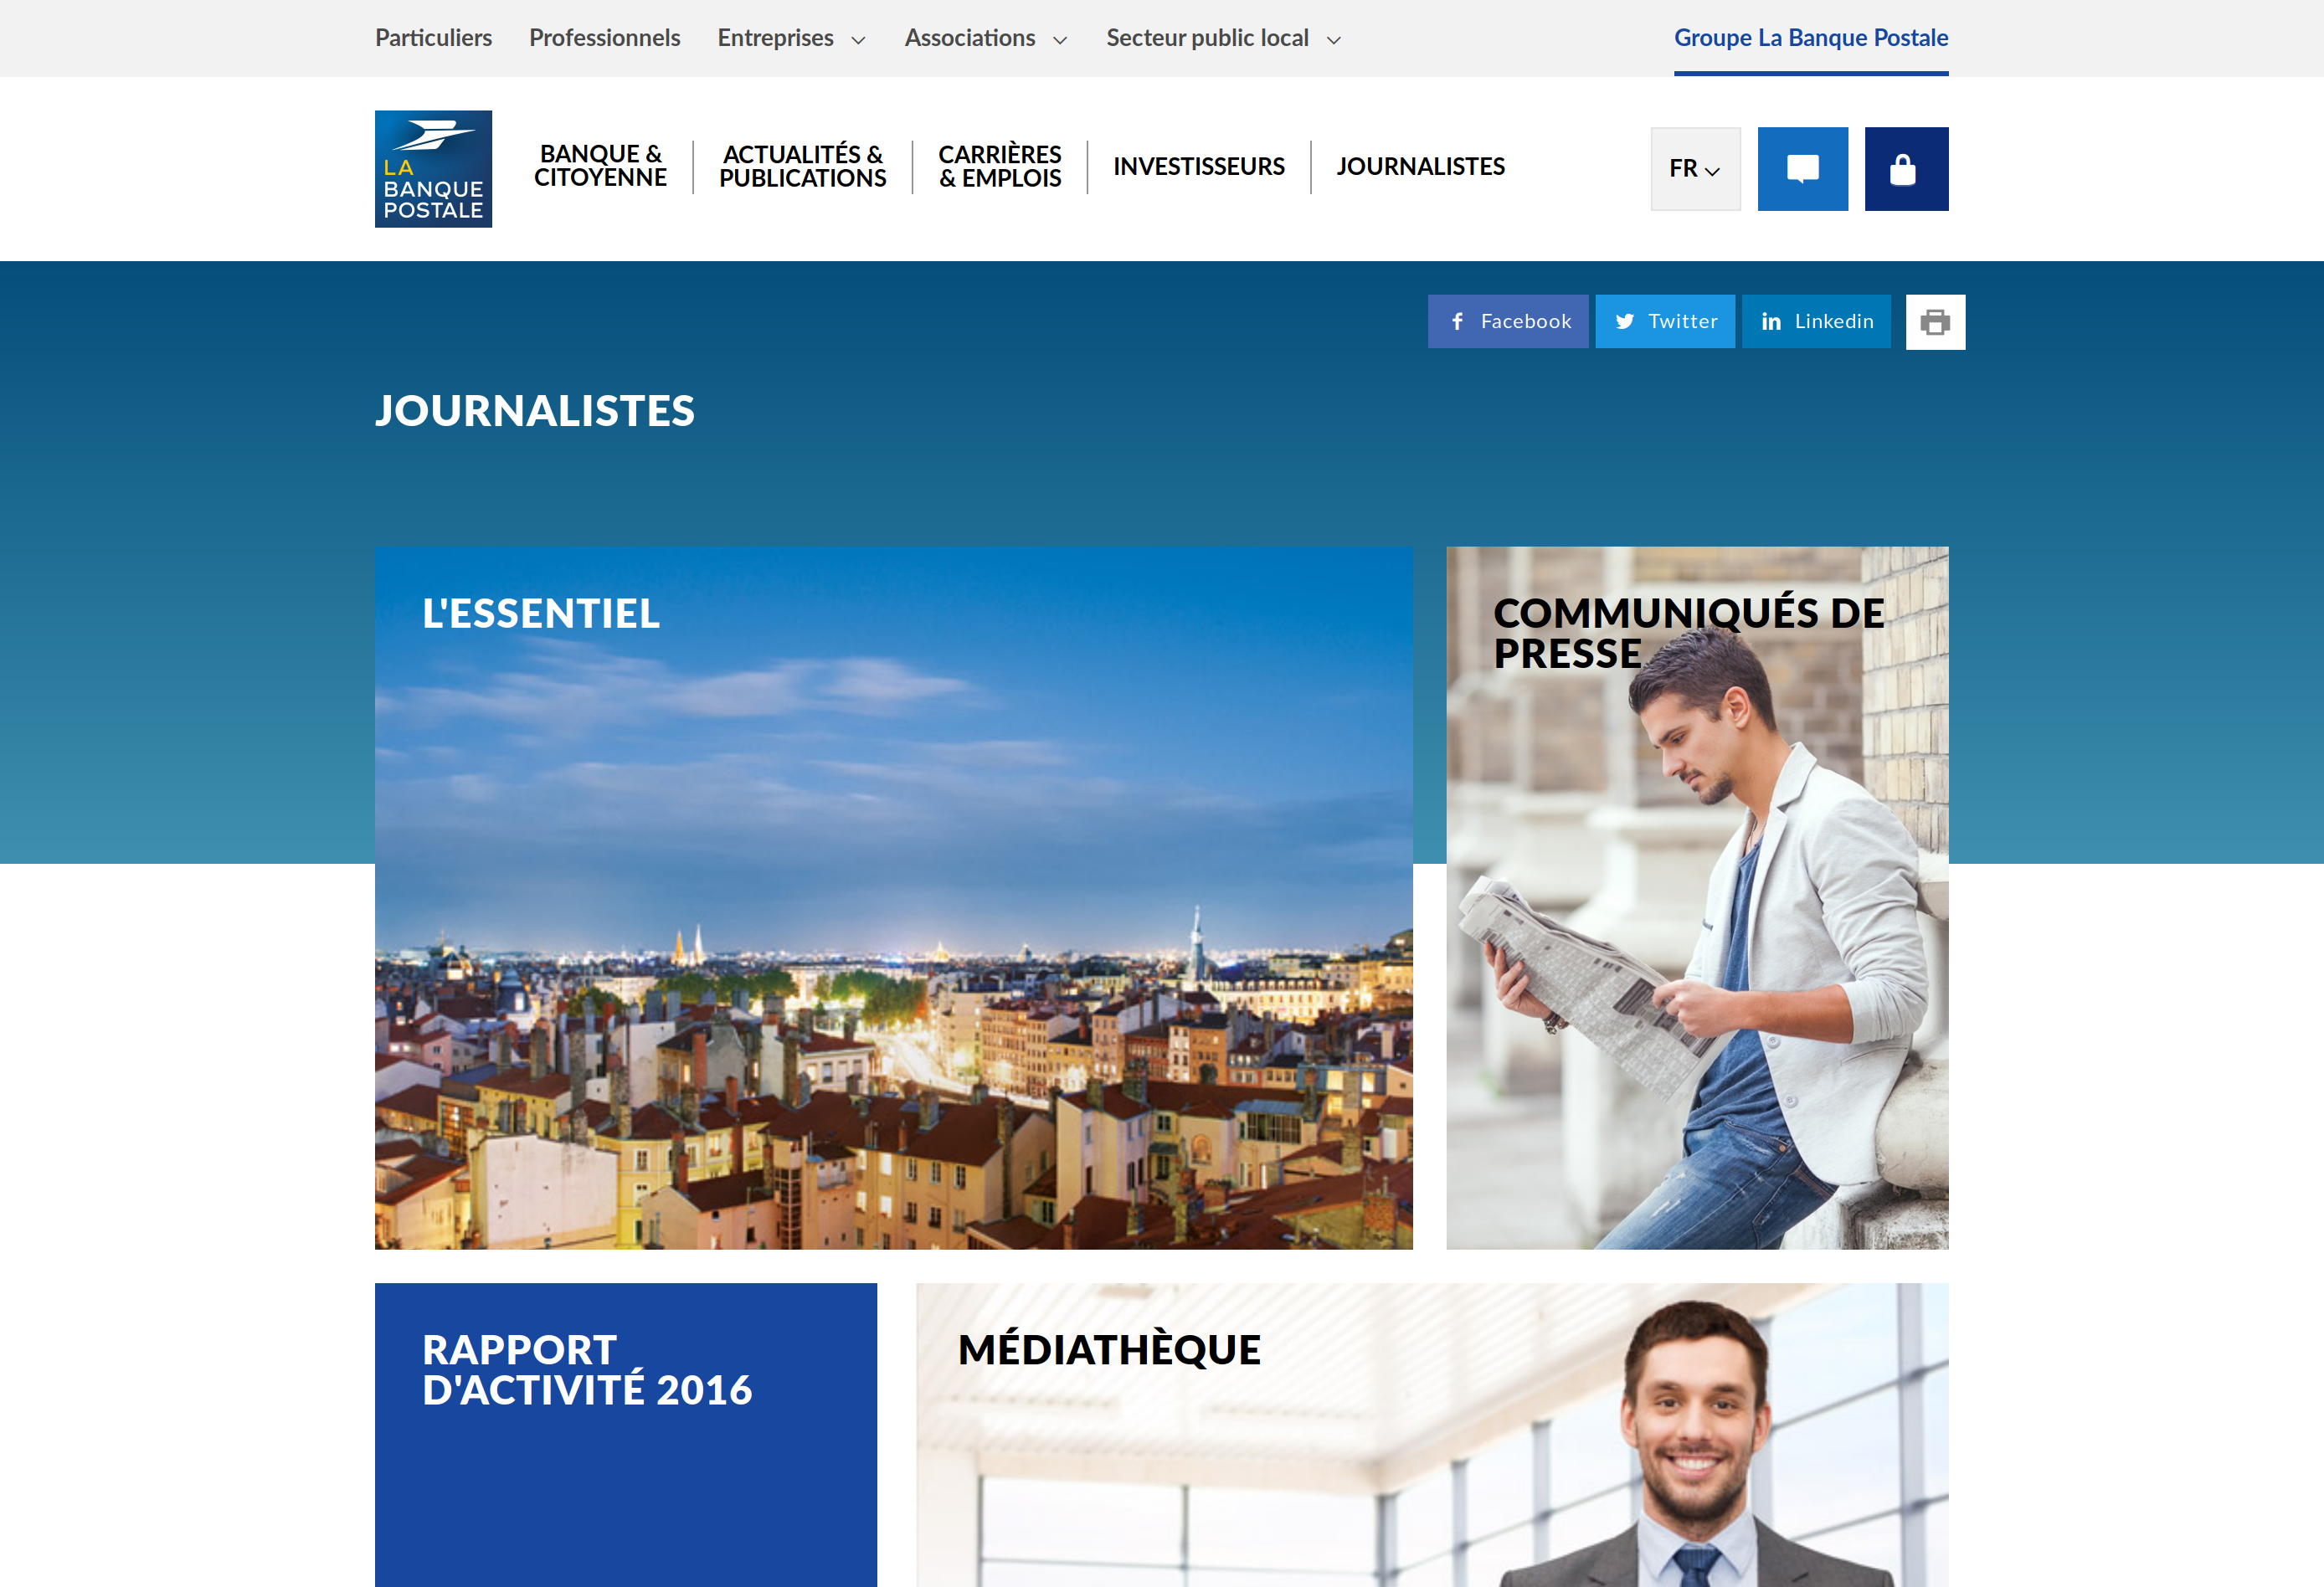 Particuliers Professionnels Entreprises Associations Secteur public local Groupe La Banque Postale
LA
BANQUE
POSTALE
BANQUE &
CITOYENNE
ACTUALITÉS &
PUBLICATIONS
CARRIÈRES
& EMPLOIS
INVESTISSEURS
JOURNALISTES
FR
Facebook Twitter Linkedin
JOURNALISTES
L'ESSENTIEL
COMMUNIQUÉS DE
PRESSE
RAPPORT
D'ACTIVITÉ 2016
MÉDIATHÈQUE